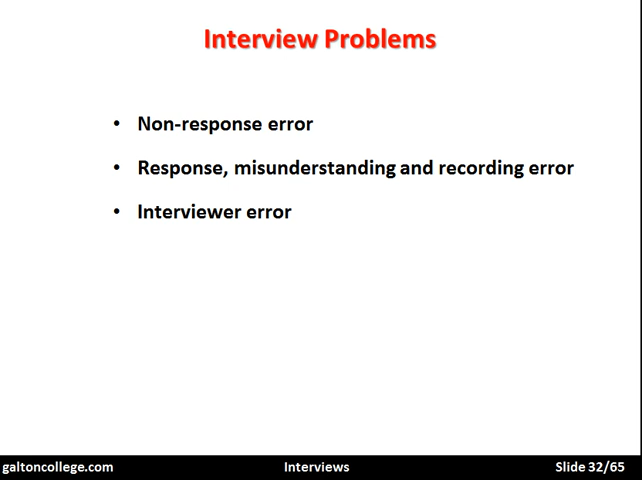 Interview Problems
• Non-response error
• Response, misunderstanding and recording error
• Interviewer error
galtoncollege.com Interviews Slide 32/65